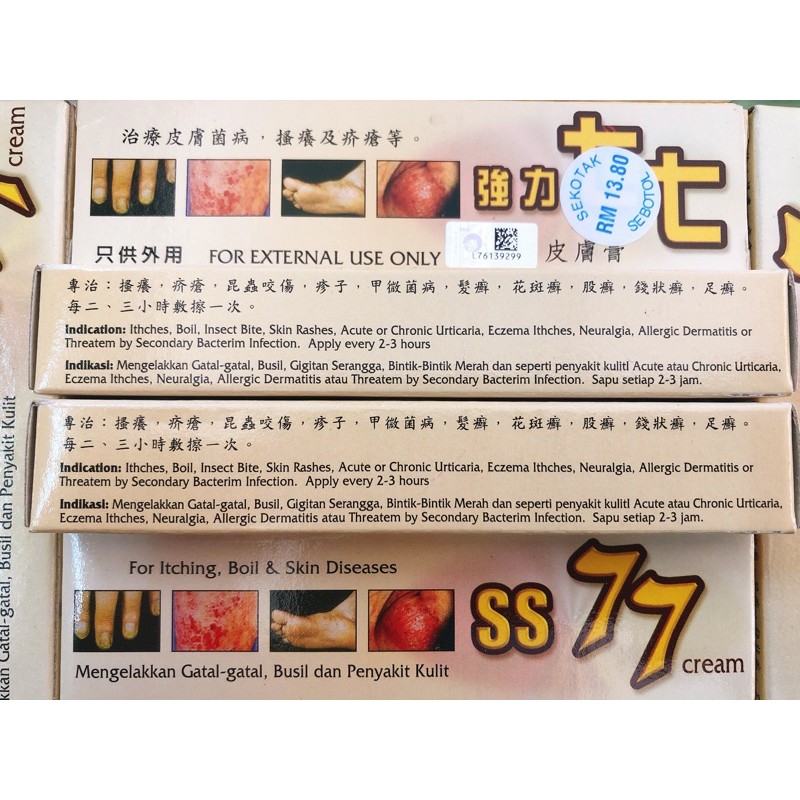 cream
治療皮膚菌病，搔癢及疥瘡等。
強力七七
SEKOTAK
RM 13.80
SEBOTOL
只供外用 FOR EXTERNAL USE ONLY
L76139299
皮膚膏
專治：搔癢，疥瘡，昆蟲咬傷，疹子，甲微菌病，髮癬，花斑癬，股癬，錢狀癬，足癬。
每二、三小時數擦一次。
Indication: Ithches, Boil, Insect Bite, Skin Rashes, Acute or Chronic Urticaria, Eczema Ithches, Neuralgia, Allergic Dermatitis or
Threatem by Secondary Bacterim Infection. Apply every 2-3 hours
Indikasi: Mengelakkan Gatal-gatal, Busil, Gigitan Serangga, Bintik-Bintik Merah dan seperti penyakit kulitl Acute atau Chronic Urticaria,
Eczema Ithches, Neuralgia, Allergic Dermatitis atau Threatem by Secondary Bacterim Infection. Sapu setiap 2-3 jam.
專治：搔癢，疥瘡，昆蟲咬傷，疹子，甲微菌病，髮癬，花斑癬，股癬，錢狀癬，足癬。
每二、三小時數擦一次。
Indication: Ithches, Boil, Insect Bite, Skin Rashes, Acute or Chronic Urticaria, Eczema Ithches, Neuralgia, Allergic Dermatitis or
Threatem by Secondary Bacterim Infection. Apply every 2-3 hours
Indikasi: Mengelakkan Gatal-gatal, Busil, Gigitan Serangga, Bintik-Bintik Merah dan seperti penyakit kulitl Acute atau Chronic Urticaria,
Eczema Ithches, Neuralgia, Allergic Dermatitis atau Threatem by Secondary Bacterim Infection. Sapu setiap 2-3 jam.
kkan Gatal-gatal, Busil dan Penyakit Kulit
For Itching, Boil & Skin Diseases
SS 77 cream
Mengelakkan Gatal-gatal, Busil dan Penyakit Kulit